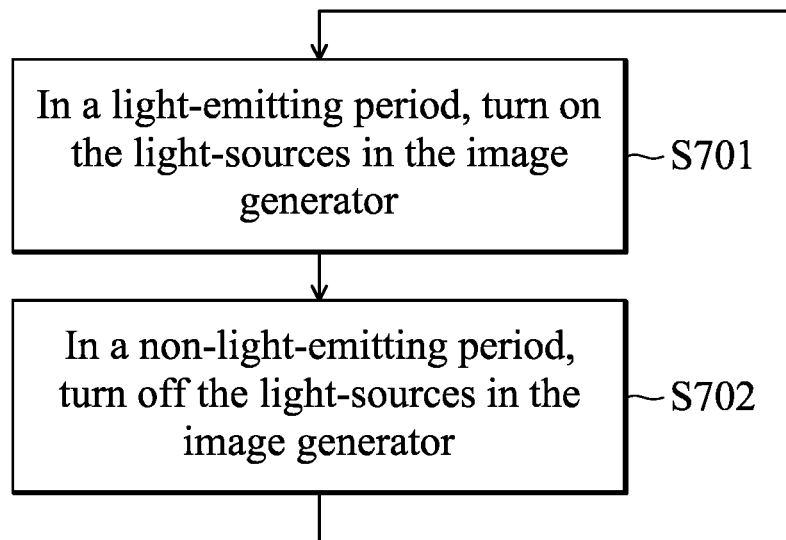 In a light-emitting period, turn on
the light-sources in the image
generator
S701
In a non-light-emitting period,
turn off the light-sources in the
image generator
S702